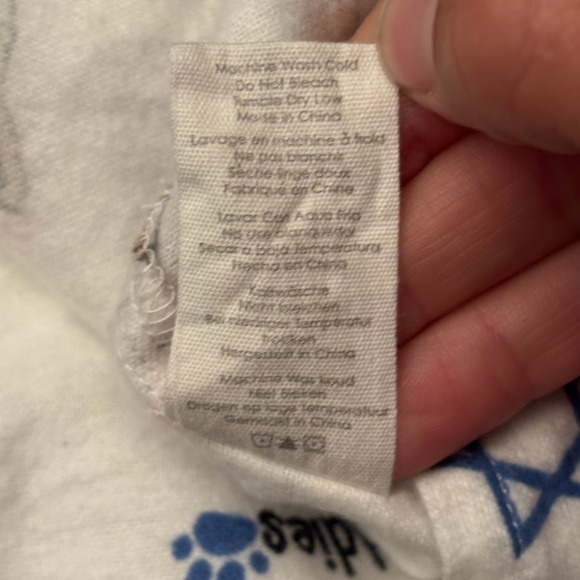 Machine Wash Cold
Do Not Bleach
Tumble Dry Low
Made in China
Lavage en machine à froid
Ne pas blanchir
Sèche-linge doux
Fabriqué en Chine
Lavar Con Agua Fria
No use blanqueador
Secar a baja Temperatura
Hecho en China
Kaltwäsche
Nicht bleichen
Bei niedriger Temperatur
trocken
Hergestellt in China
Machine Was koud
Niet bleken
Drogen op lage temperatuur
Gemaakt in China